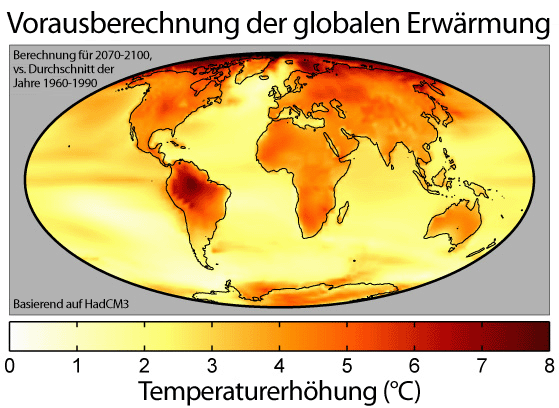 Vorausberechnung der globalen Erwärmung
Berechnung für 2070-2100,
vs. Durchschnitt der
Jahre 1960-1990
Basierend auf HadCM3
0 1 2 3 4 5 6 7 8
Temperaturerhöhung (°C)